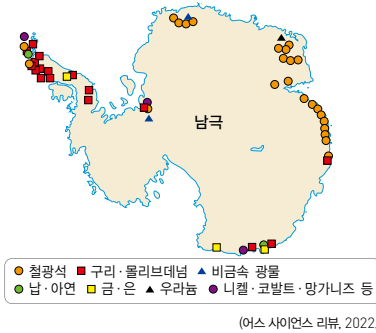 남극
철광석 구리·몰리브데넘 비금속 광물
납·아연 금·은 우라늄 니켈·코발트·망가니즈 등
(어스 사이언스 리뷰, 2022